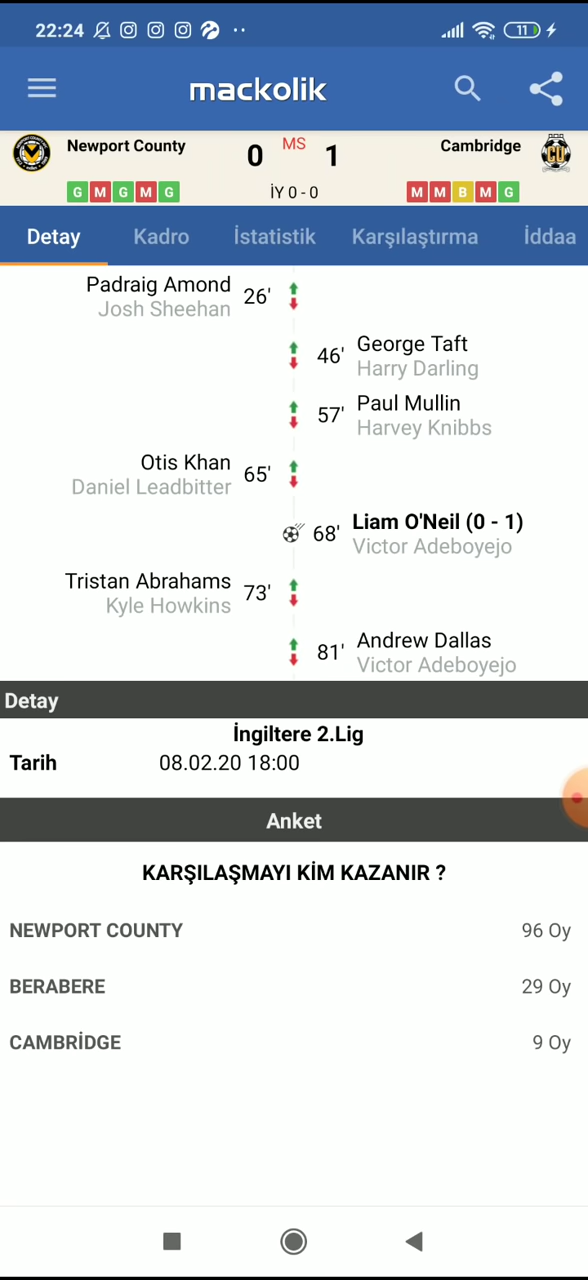 22:24
11
mackolik
Newport County 0 MS 1 Cambridge
G M G M G İY 0 - 0 M M B M G
Detay Kadro İstatistik Karşılaştırma İddaa
Padraig Amond
Josh Sheehan
26'
George Taft
46'
Harry Darling
Paul Mullin
57'
Harvey Knibbs
Otis Khan
Daniel Leadbitter
65'
Liam O'Neil (0 - 1)
68'
Victor Adeboyejo
Tristan Abrahams
Kyle Howkins
73'
Andrew Dallas
81'
Victor Adeboyejo
Detay
İngiltere 2.Lig
Tarih 08.02.20 18:00
Anket
KARŞILAŞMAYI KİM KAZANIR ?
NEWPORT COUNTY 96 Oy
BERABERE 29 Oy
CAMBRİDGE 9 Oy